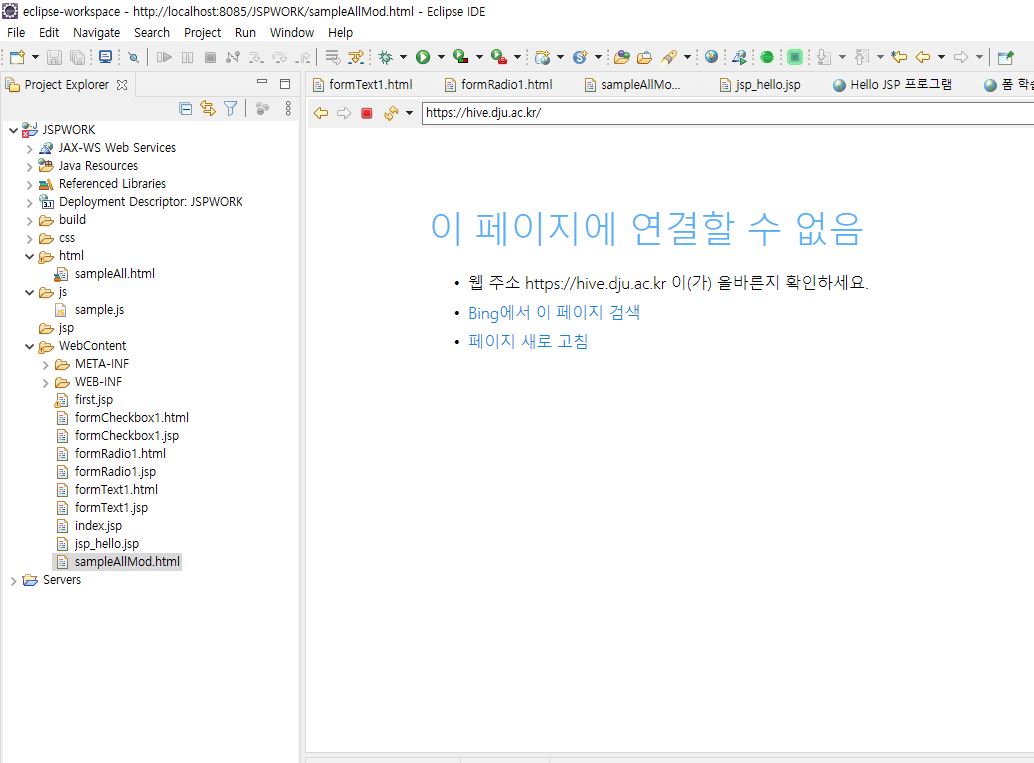 eclipse-workspace - http://localhost:8085/JSPWORK/sampleAllMod.html - Eclipse IDE
File Edit Navigate Search Project Run Window Help
Project Explorer
formText1.html formRadio1.html sampleAllMo... jsp_hello.jsp Hello JSP 프로그램
https://hive.dju.ac.kr/
JSPWORK
JAX-WS Web Services
Java Resources
Referenced Libraries
Deployment Descriptor: JSPWORK
build
css
html
sampleAll.html
js
sample.js
jsp
WebContent
META-INF
WEB-INF
first.jsp
formCheckbox1.html
formCheckbox1.jsp
formRadio1.html
formRadio1.jsp
formText1.html
formText1.jsp
index.jsp
jsp_hello.jsp
sampleAllMod.html
Servers
이 페이지에 연결할 수 없음
• 웹 주소 https://hive.dju.ac.kr 이(가) 올바른지 확인하세요.
• Bing에서 이 페이지 검색
• 페이지 새로 고침